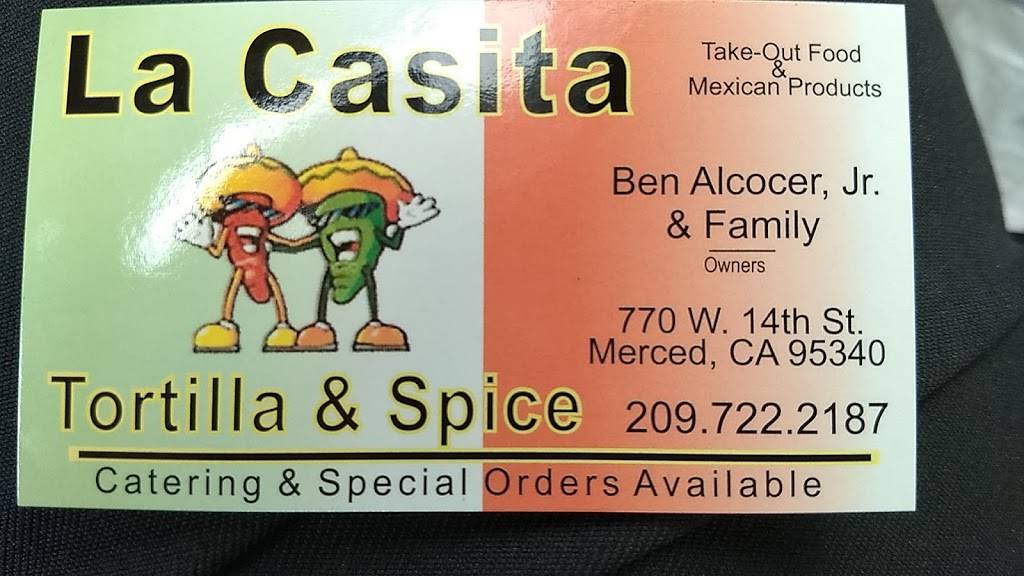 La Casita
Take-Out Food
&
Mexican Products
Ben Alcocer, Jr.
& Family
Owners
770 W. 14th St.
Merced, CA 95340
Tortilla & Spice
209.722.2187
Catering & Special Orders Available